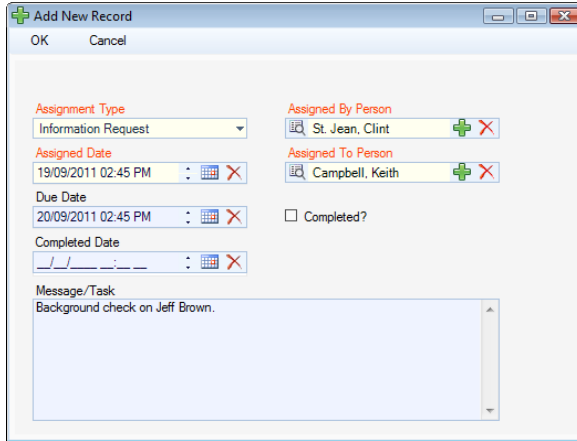 Add New Record
OK Cancel
Assignment Type Assigned By Person
Information Request St. Jean, Clint
Assigned Date Assigned To Person
19/09/2011 02:45 PM Campbell, Keith
Due Date
20/09/2011 02:45 PM Completed?
Completed Date
__/__/____ __:__ __
Message/Task
Background check on Jeff Brown.